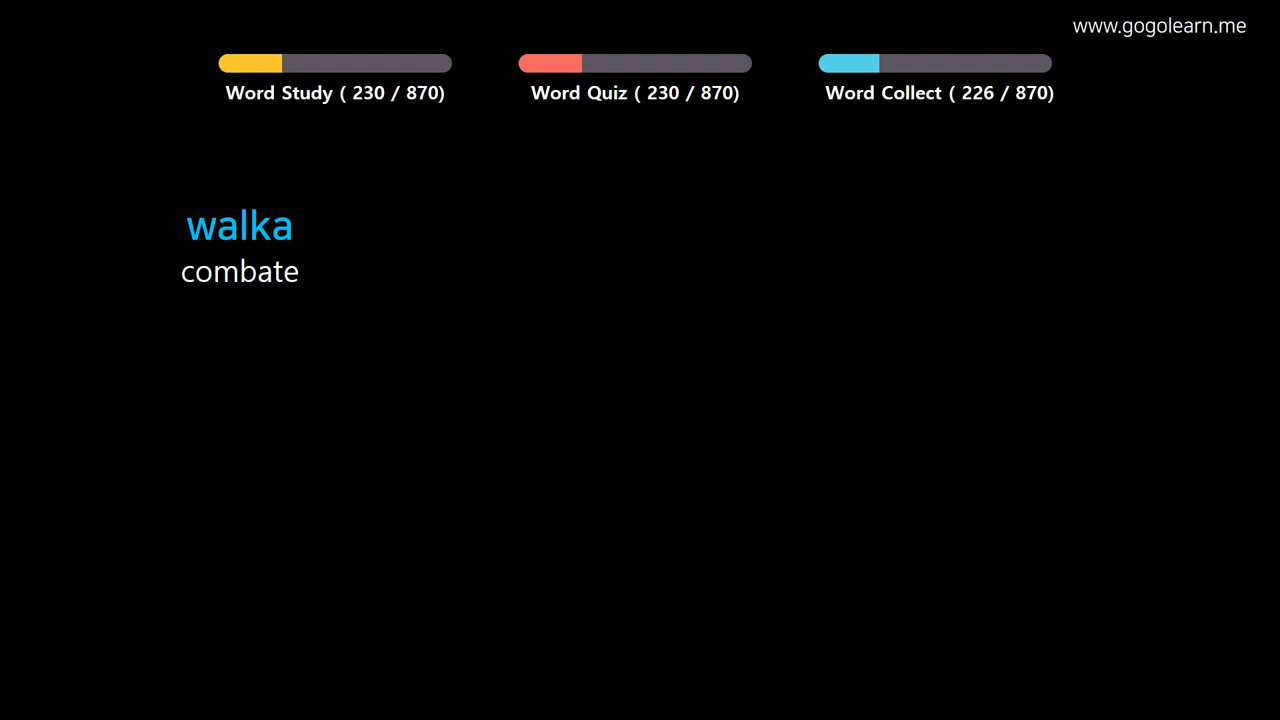 www.gogolearn.me
Word Study ( 230 / 870)
Word Quiz ( 230 / 870)
Word Collect ( 226 / 870)
walka
combate